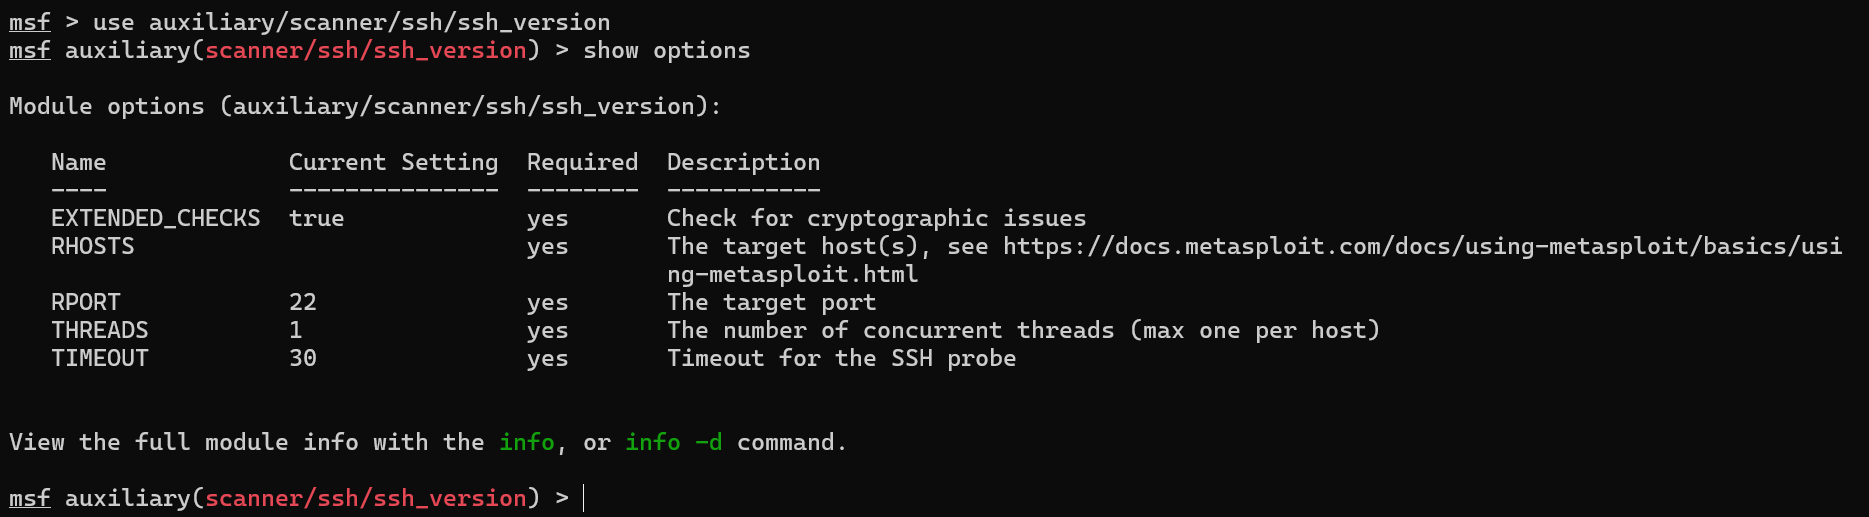 msf > use auxiliary/scanner/ssh/ssh_version
msf auxiliary(scanner/ssh/ssh_version) > show options

Module options (auxiliary/scanner/ssh/ssh_version):

   Name             Current Setting  Required  Description
   ----             ---------------  --------  -----------
   EXTENDED_CHECKS  true             yes       Check for cryptographic issues
   RHOSTS                            yes       The target host(s), see https://docs.metasploit.com/docs/using-metasploit/basics/usi
                                               ng-metasploit.html
   RPORT            22               yes       The target port
   THREADS          1                yes       The number of concurrent threads (max one per host)
   TIMEOUT          30               yes       Timeout for the SSH probe


View the full module info with the info, or info -d command.

msf auxiliary(scanner/ssh/ssh_version) >